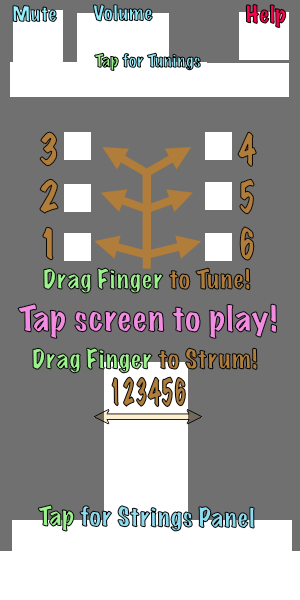 Mute Volume Help
Tap for Tunings
3 4
2 5
1 6
Drag Finger to Tune!
Tap screen to play!
Drag Finger to Strum!
123456
Tap for Strings Panel